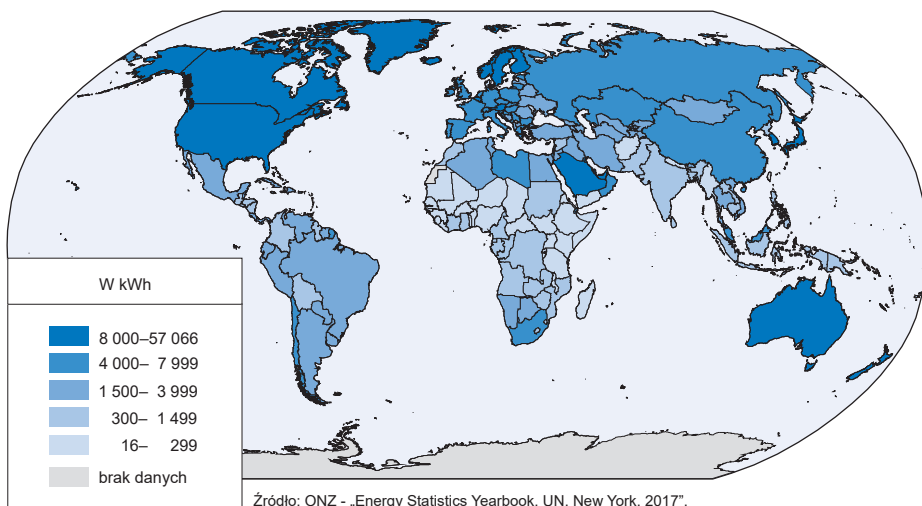 W kWh
8 000–57 066
4 000– 7 999
1 500– 3 999
300– 1 499
16– 299
brak danych
Źródło: ONZ - „Energy Statistics Yearbook, UN, New York, 2017”.